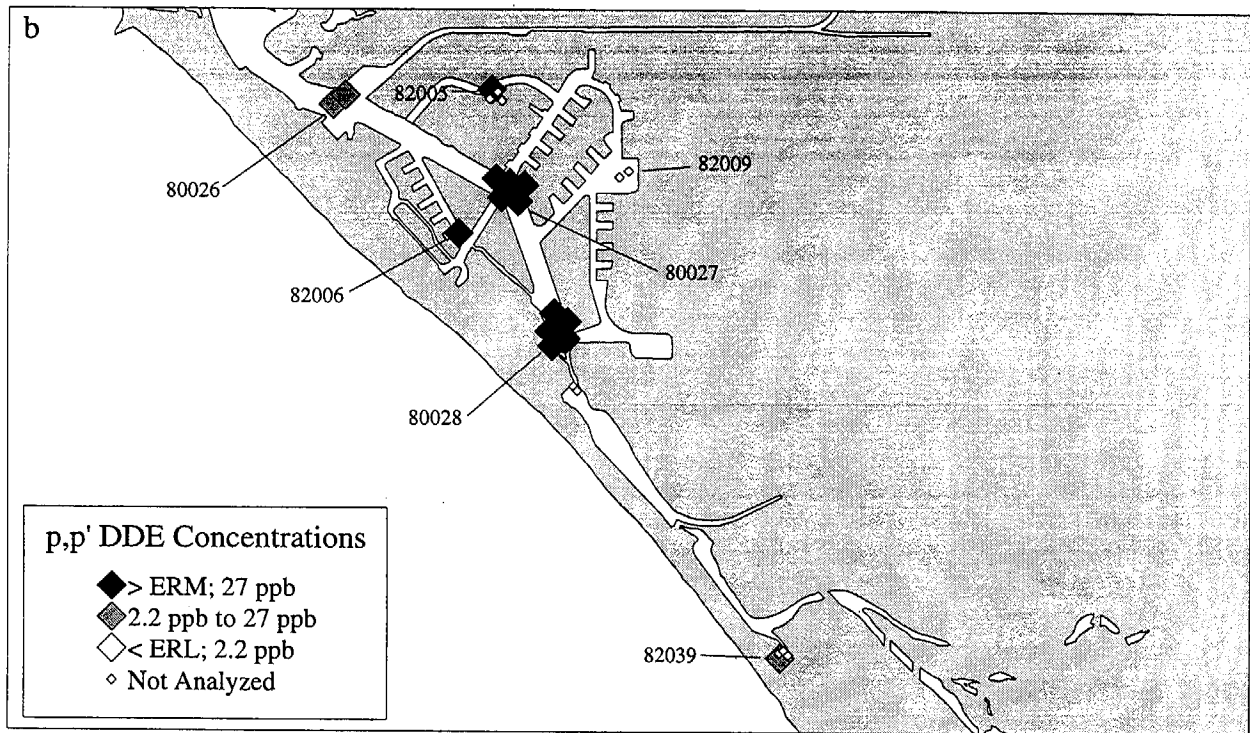 b
82005
82009
80026
80027
82006
80028
82039
p,p' DDE Concentrations
> ERM; 27 ppb
2.2 ppb to 27 ppb
< ERL; 2.2 ppb
Not Analyzed